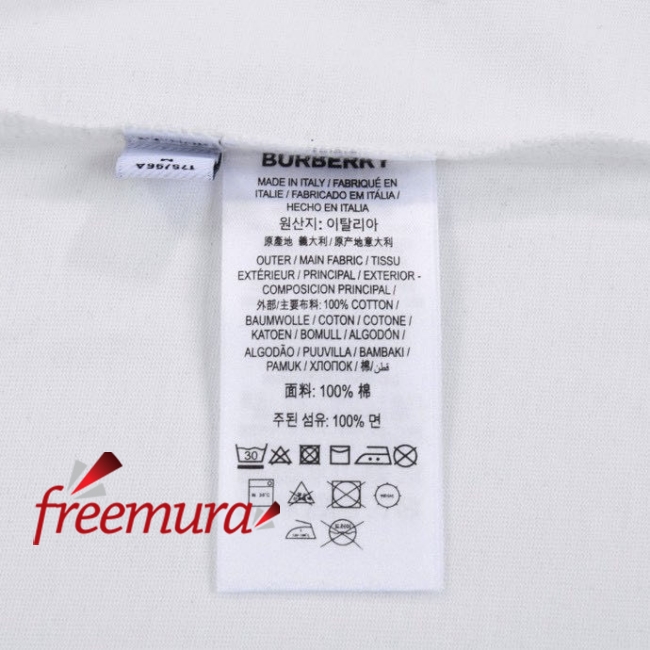 BURBERRY
MADE IN ITALY / FABRIQUÉ EN
ITALIE / FABRICADO EM ITÁLIA /
HECHO EN ITALIA
원산지: 이탈리아
原產地 義大利 / 原产地意大利
OUTER / MAIN FABRIC / TISSU
EXTÉRIEUR / PRINCIPAL / EXTERIOR -
COMPOSICION PRINCIPAL /
外部/主要布料: 100% COTTON /
BAUMWOLLE / COTON / COTONE /
KATOEN / BOMULL / ALGODÓN /
ALGODÃO / PUUVILLA / BAMBAKI /
PAMUK / ХЛОПОК / 棉/ قطن/
面料: 100% 棉
주된 섬유: 100% 면
30
175/96A
M
freemura